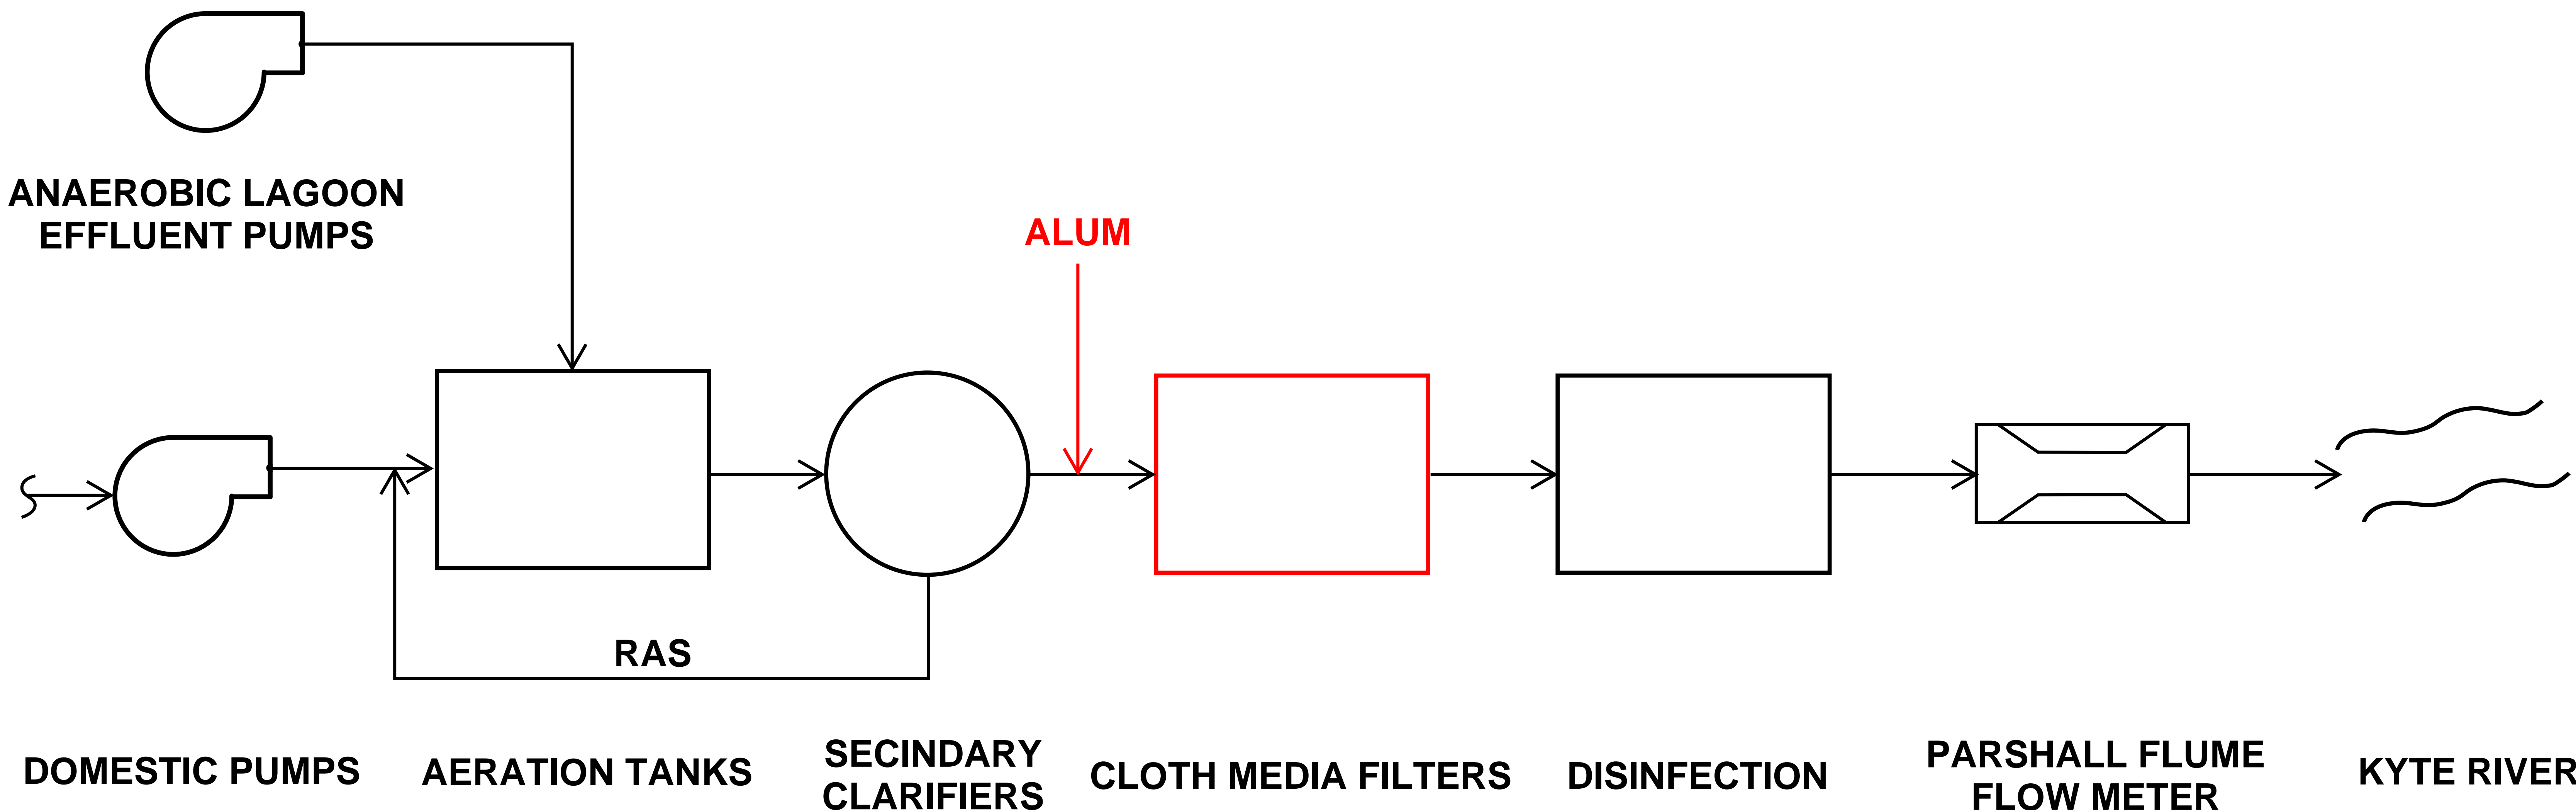 ANAEROBIC LAGOON
EFFLUENT PUMPS
ALUM
RAS
DOMESTIC PUMPS
AERATION TANKS
SECINDARY
CLARIFIERS
CLOTH MEDIA FILTERS
DISINFECTION
PARSHALL FLUME
FLOW METER
KYTE RIVER